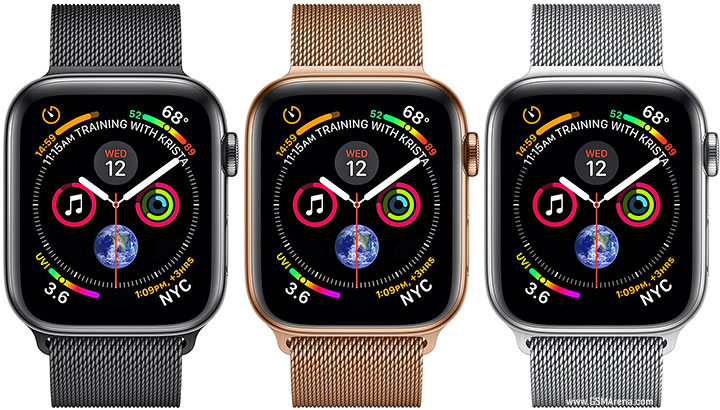 14:59
52
68°
89
11:15AM TRAINING WITH KRISTA
WED
12
UVI
3.6
1:09PM, +3HRS
NYC
14:59
52
68°
89
11:15AM TRAINING WITH KRISTA
WED
12
UVI
3.6
1:09PM, +3HRS
NYC
14:59
52
68°
89
11:15AM TRAINING WITH KRISTA
WED
12
UVI
3.6
1:09PM, +3HRS
NYC
www.GSMArena.com